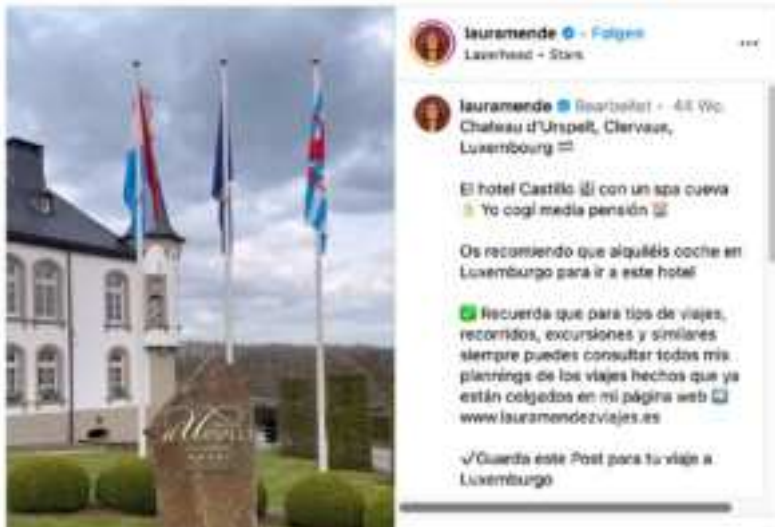 lauramende • Folgen
Laserhead • Stars
lauramende Bearbeitet • 44 Wo.
Chateau d'Urspelt, Clervaux,
Luxembourg
El hotel Castillo con un spa cueva
Yo cogí media pensión
Os recomiendo que alquiléis coche en
Luxemburgo para ir a este hotel
Recuerda que para tips de viajes,
recorridos, excursiones y similares
siempre puedes consultar todos mis
plannings de los viajes hechos que ya
están colgados en mi página web
www.lauramendezviajes.es
✓Guarda este Post para tu viaje a
Luxemburgo
d'Urspelt